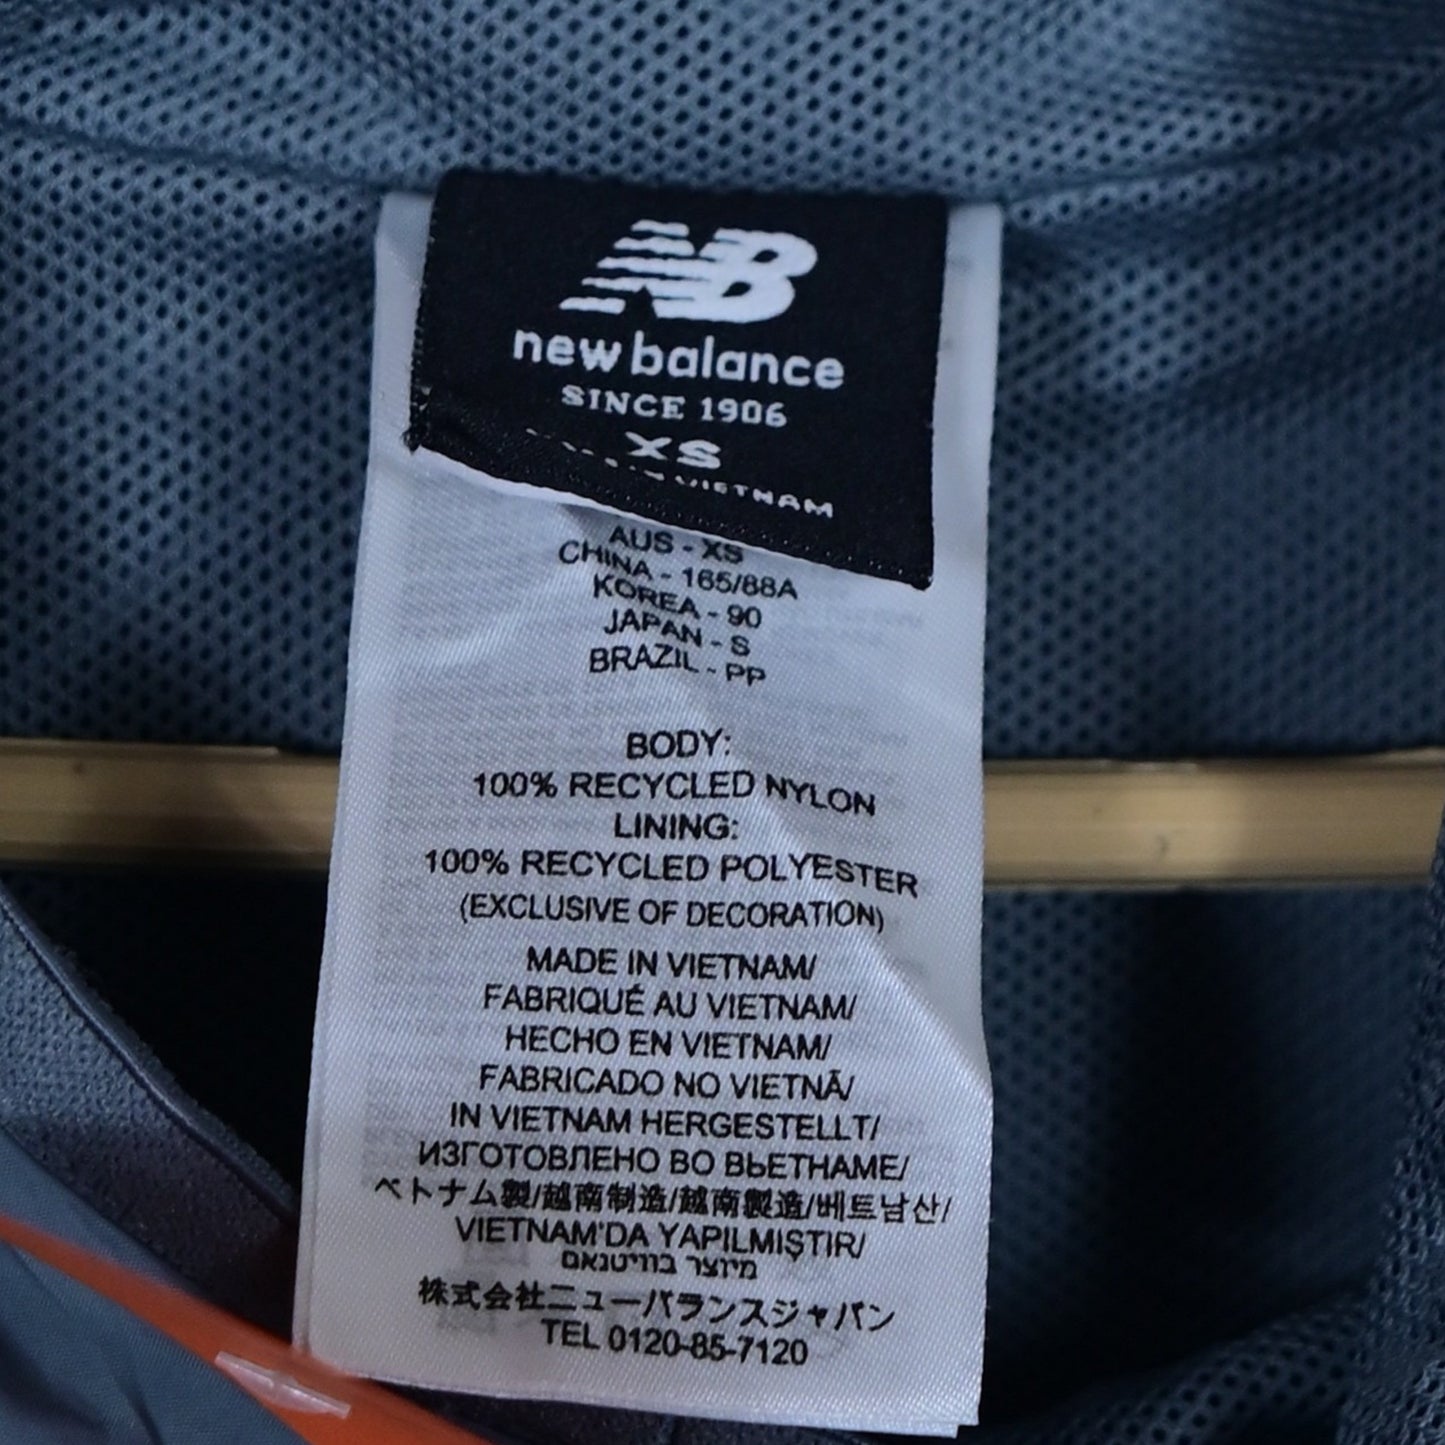 NB
new balance
SINCE 1906
XS
VIETNAM
AUS - XS
CHINA - 165/88A
KOREA - 90
JAPAN - S
BRAZIL - PP
BODY:
100% RECYCLED NYLON
LINING:
100% RECYCLED POLYESTER
(EXCLUSIVE OF DECORATION)
MADE IN VIETNAM/
FABRIQUÉ AU VIETNAM/
HECHO EN VIETNAM/
FABRICADO NO VIETNÃ/
IN VIETNAM HERGESTELLT/
ИЗГОТОВЛЕНО ВО ВЬЕТНАМЕ/
ベトナム製/越南制造/越南製造/베트남산/
VIETNAM'DA YAPILMIŞTIR/
מיוצר בווייטנאם
株式会社ニューバランスジャパン
TEL 0120-85-7120